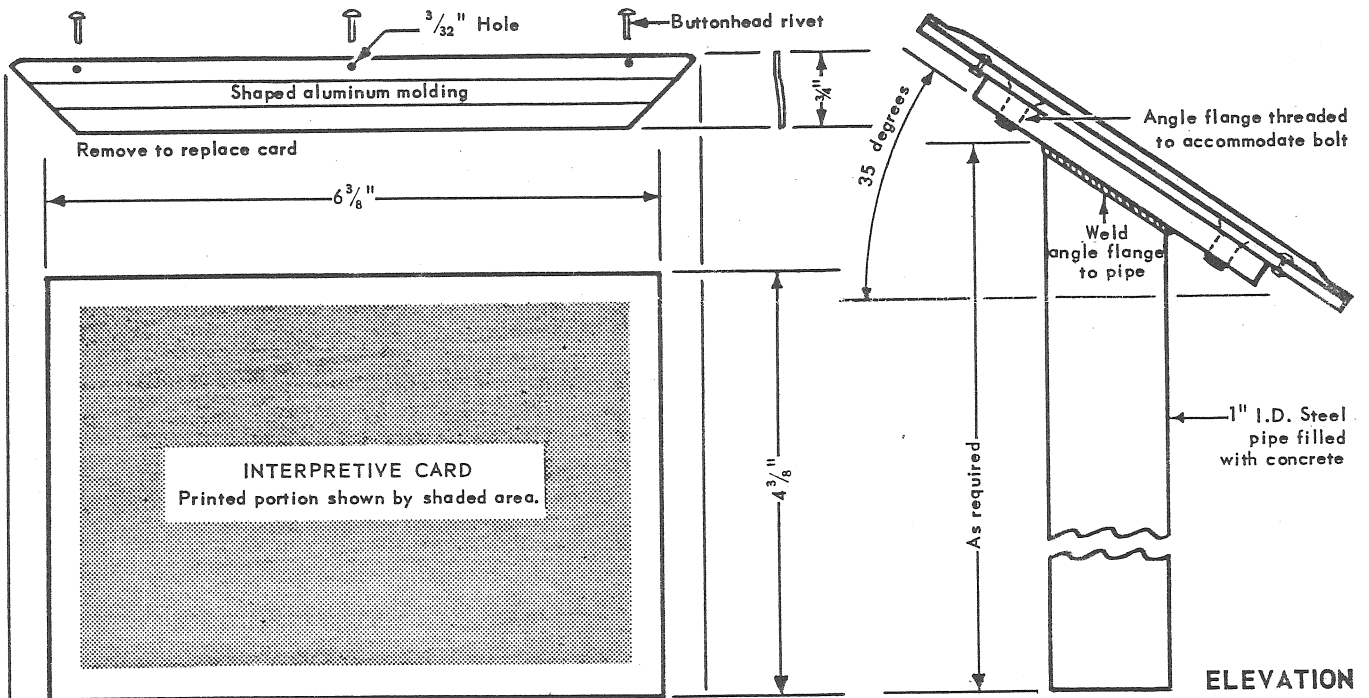 3/32" Hole
Buttonhead rivet
Shaped aluminum molding
3/4"
Remove to replace card
6 3/8"
35 degrees
Angle flange threaded
to accommodate bolt
Weld
angle flange
to pipe
INTERPRETIVE CARD
Printed portion shown by shaded area.
4 3/8"
As required
1" I.D. Steel
pipe filled
with concrete
ELEVATION